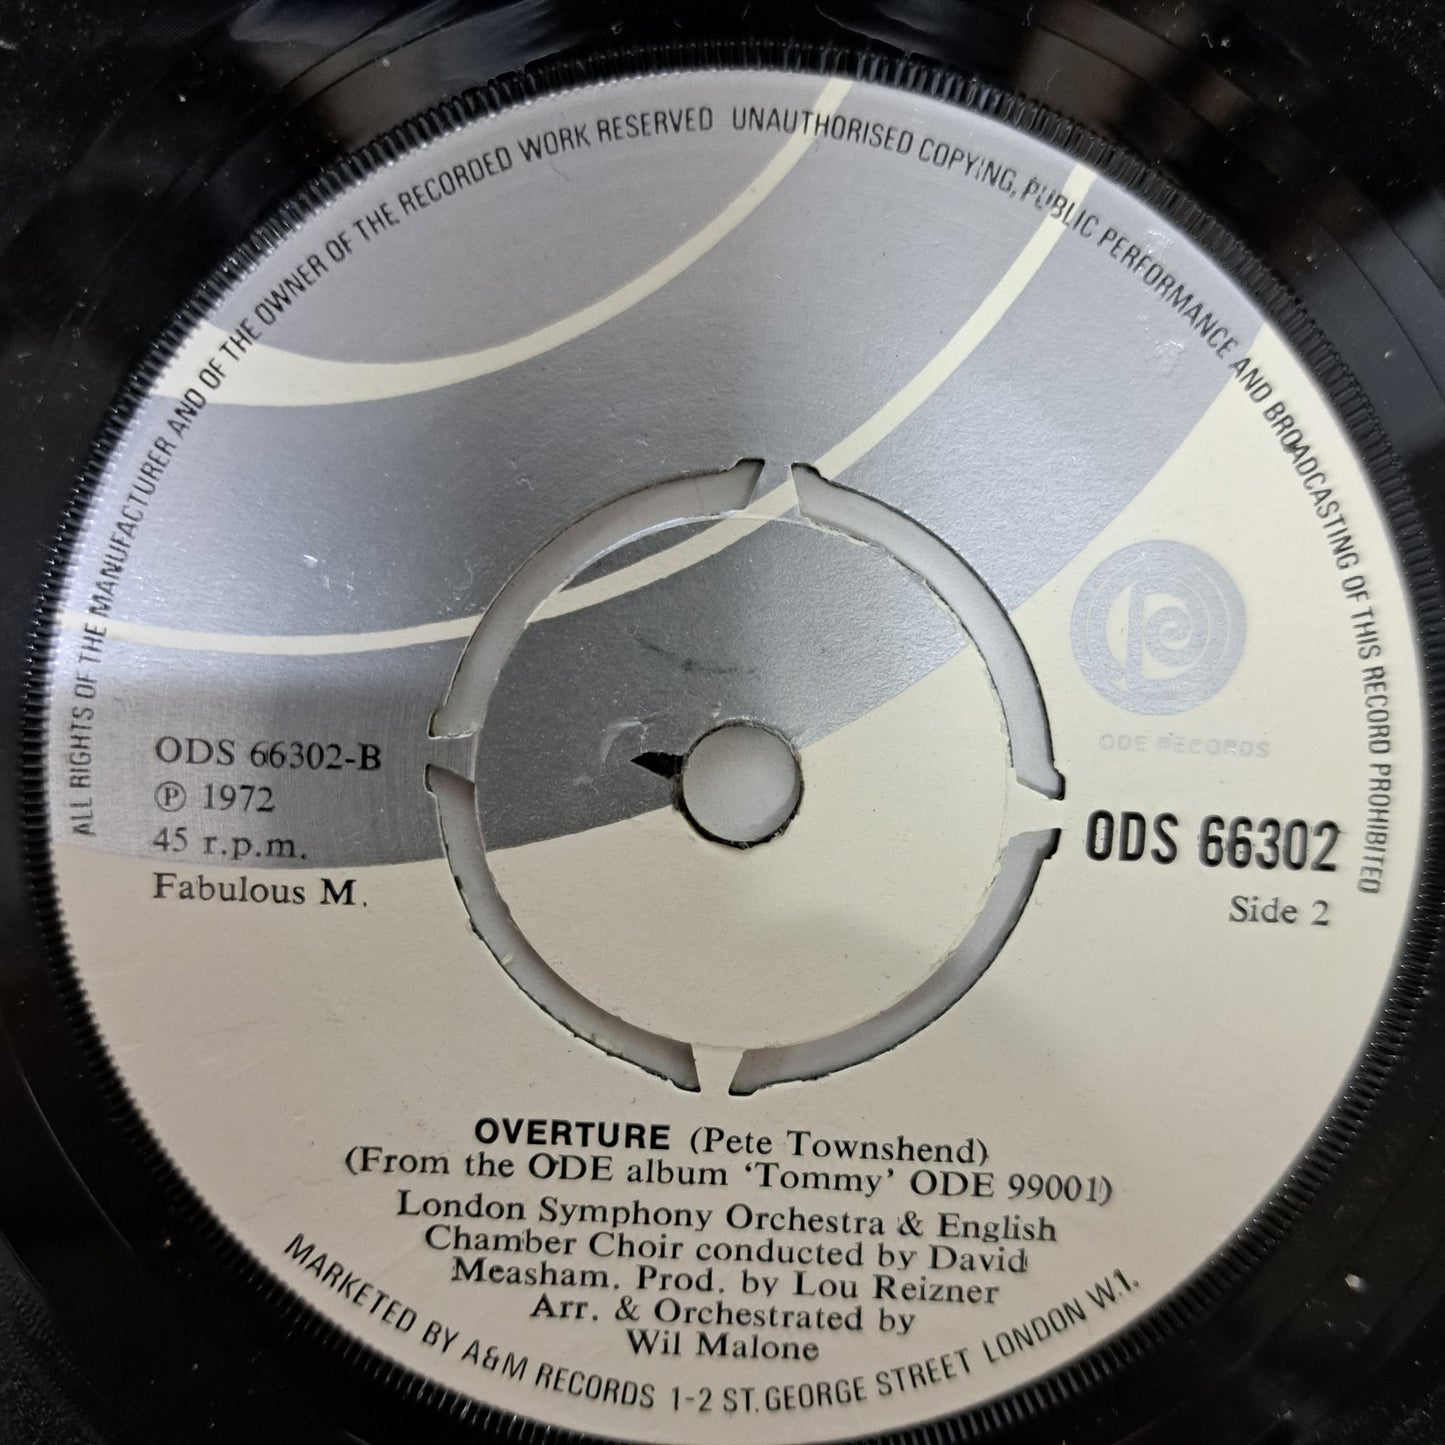 ALL RIGHTS OF THE MANUFACTURER AND OF THE OWNER OF THE RECORDED WORK RESERVED UNAUTHORISED COPYING, PUBLIC PERFORMANCE AND BROADCASTING OF THIS RECORD PROHIBITED
ODE RECORDS
ODS 66302-B
℗ 1972
45 r.p.m.
Fabulous M.
ODS 66302
Side 2
OVERTURE (Pete Townshend)
(From the ODE album ‘Tommy’ ODE 99001)
London Symphony Orchestra & English
Chamber Choir conducted by David
Measham. Prod. by Lou Reizner
Arr. & Orchestrated by
Wil Malone
MARKETED BY A&M RECORDS 1-2 ST. GEORGE STREET LONDON W.1.